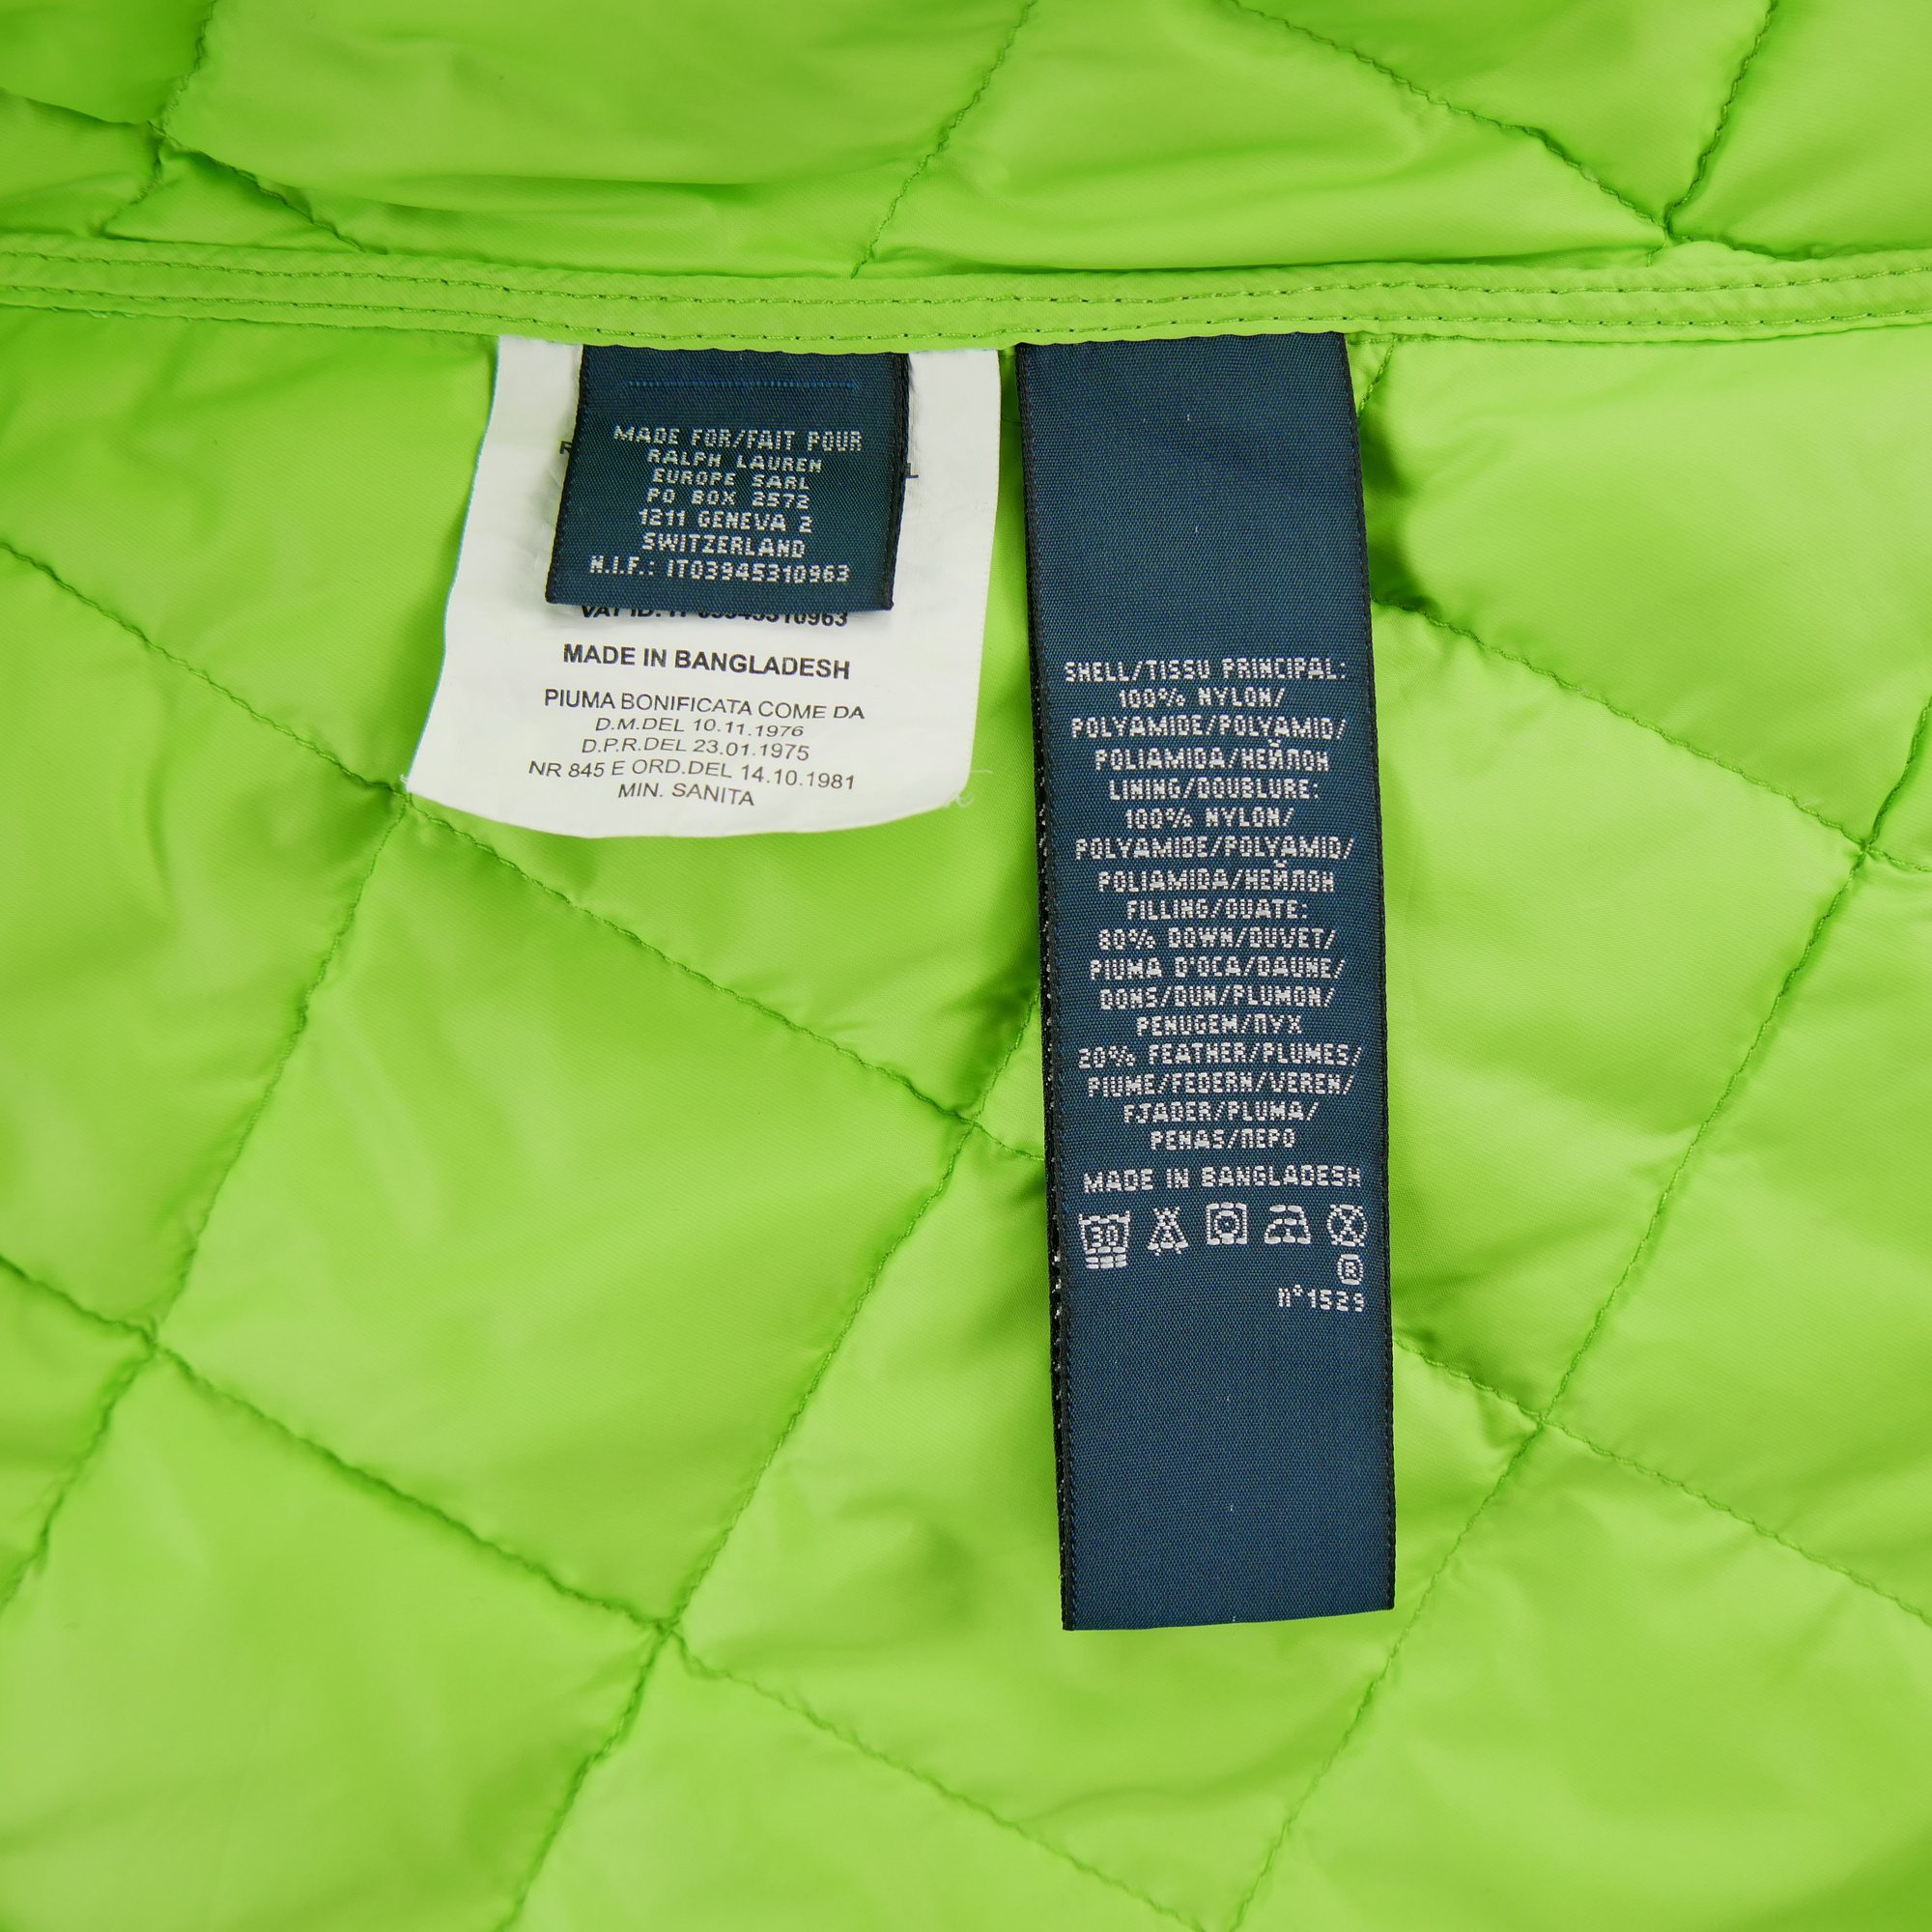 MADE FOR/FAIT POUR
RALPH LAUREN
EUROPE SARL
PO BOX 2572
1211 GENEVA 2
SWITZERLAND
N.I.F.: IT03945310963
VAT ID: IT 03945310963
MADE IN BANGLADESH
PIUMA BONIFICATA COME DA
D.M.DEL 10.11.1976
D.P.R.DEL 23.01.1975
NR 845 E ORD.DEL 14.10.1981
MIN. SANITA
SHELL/TISSU PRINCIPAL:
100% NYLON/
POLYAMIDE/POLYAMID/
POLIAMIDA/НЕЙЛОН
LINING/DOUBLURE:
100% NYLON/
POLYAMIDE/POLYAMID/
POLIAMIDA/НЕЙЛОН
FILLING/OUATE:
80% DOWN/DUVET/
PIUMA D'OCA/DAUNE/
DONS/DUN/PLUMON/
PENUGEM/ПУХ
20% FEATHER/PLUMES/
PIUME/FEDERN/VEREN/
FJADER/PLUMA/
PENAS/ПЕРО
MADE IN BANGLADESH
30
®
n°1529